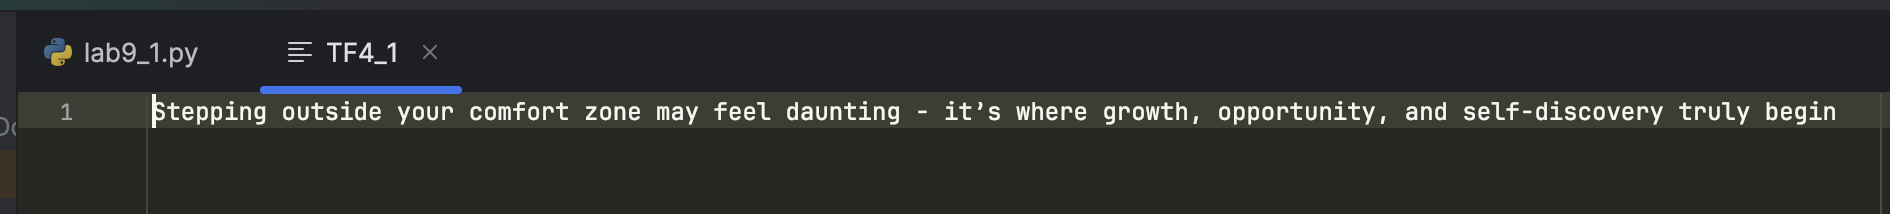 lab9_1.py
TF4_1
1 Stepping outside your comfort zone may feel daunting - it’s where growth, opportunity, and self-discovery truly begin